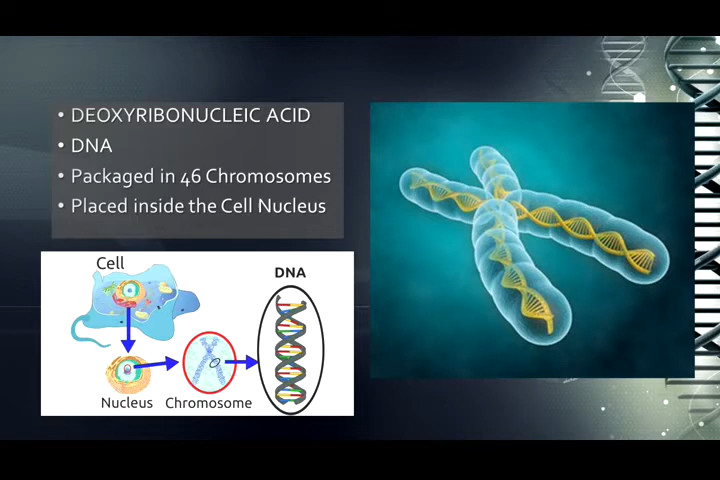 • DEOXYRIBONUCLEIC ACID
• DNA
• Packaged in 46 Chromosomes
• Placed inside the Cell Nucleus
Cell
DNA
Nucleus
Chromosome